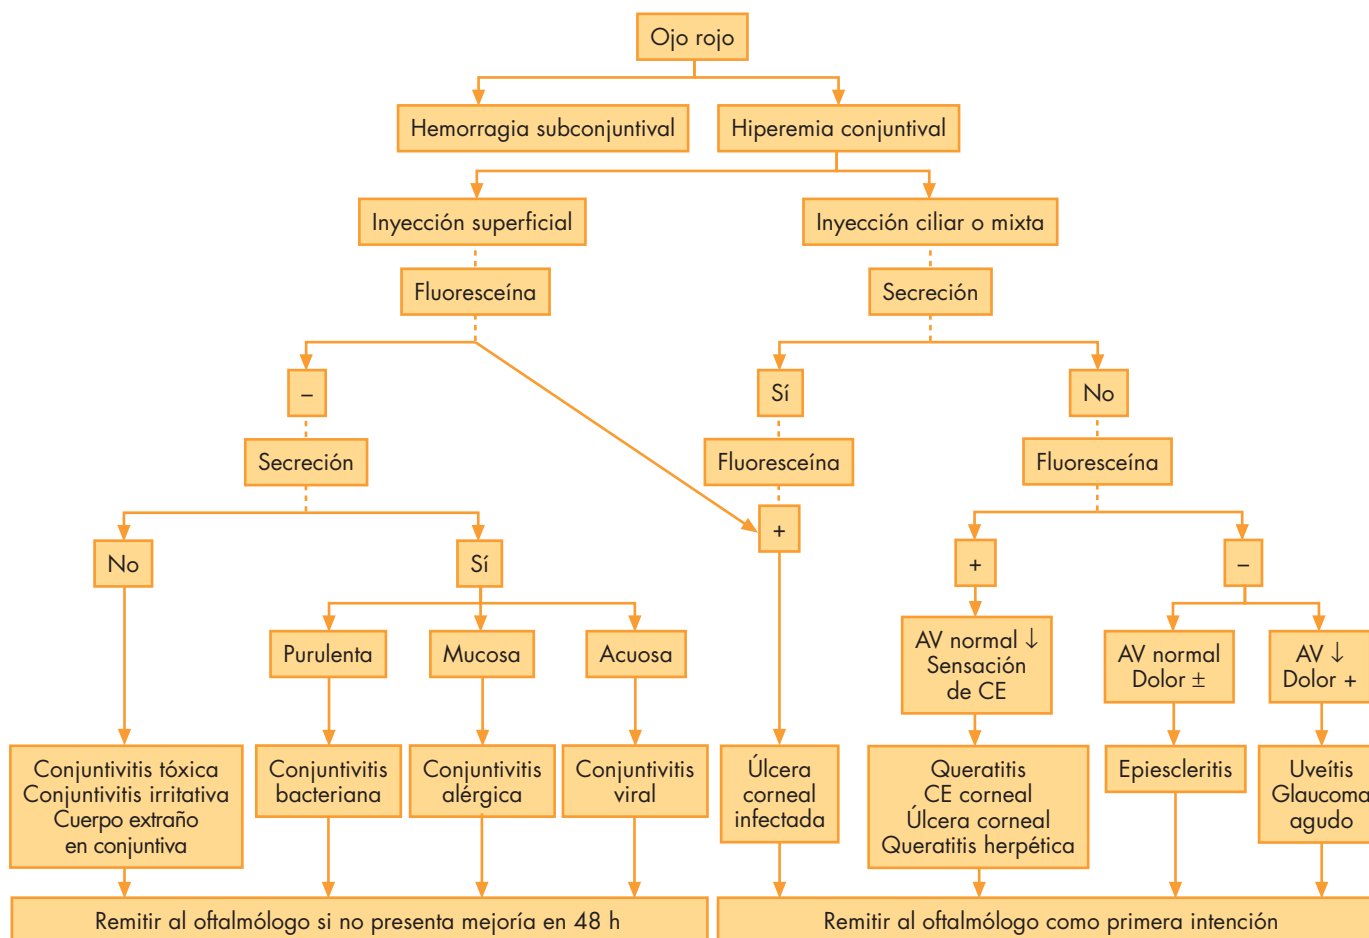 Ojo rojo
Hemorragia subconjuntival
Hiperemia conjuntival
Inyección superficial
Inyección ciliar o mixta
Fluoresceína
Secreción
–
Sí
No
Secreción
Fluoresceína
Fluoresceína
+
No
Sí
+
–
Purulenta
Mucosa
Acuosa
AV normal ↓
Sensación
de CE
AV normal
Dolor ±
AV ↓
Dolor +
Conjuntivitis tóxica
Conjuntivitis irritativa
Cuerpo extraño
en conjuntiva
Conjuntivitis
bacteriana
Conjuntivitis
alérgica
Conjuntivitis
viral
Úlcera
corneal
infectada
Queratitis
CE corneal
Úlcera corneal
Queratitis herpética
Epiescleritis
Uveítis
Glaucoma
agudo
Remitir al oftalmólogo si no presenta mejoría en 48 h
Remitir al oftalmólogo como primera intención